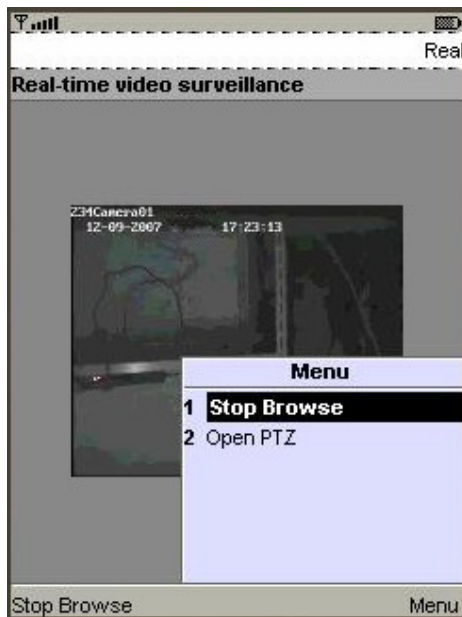 Real
Real-time video surveillance
234Camera01
12-09-2007 17:23:13
Menu
1 Stop Browse
2 Open PTZ
Stop Browse Menu